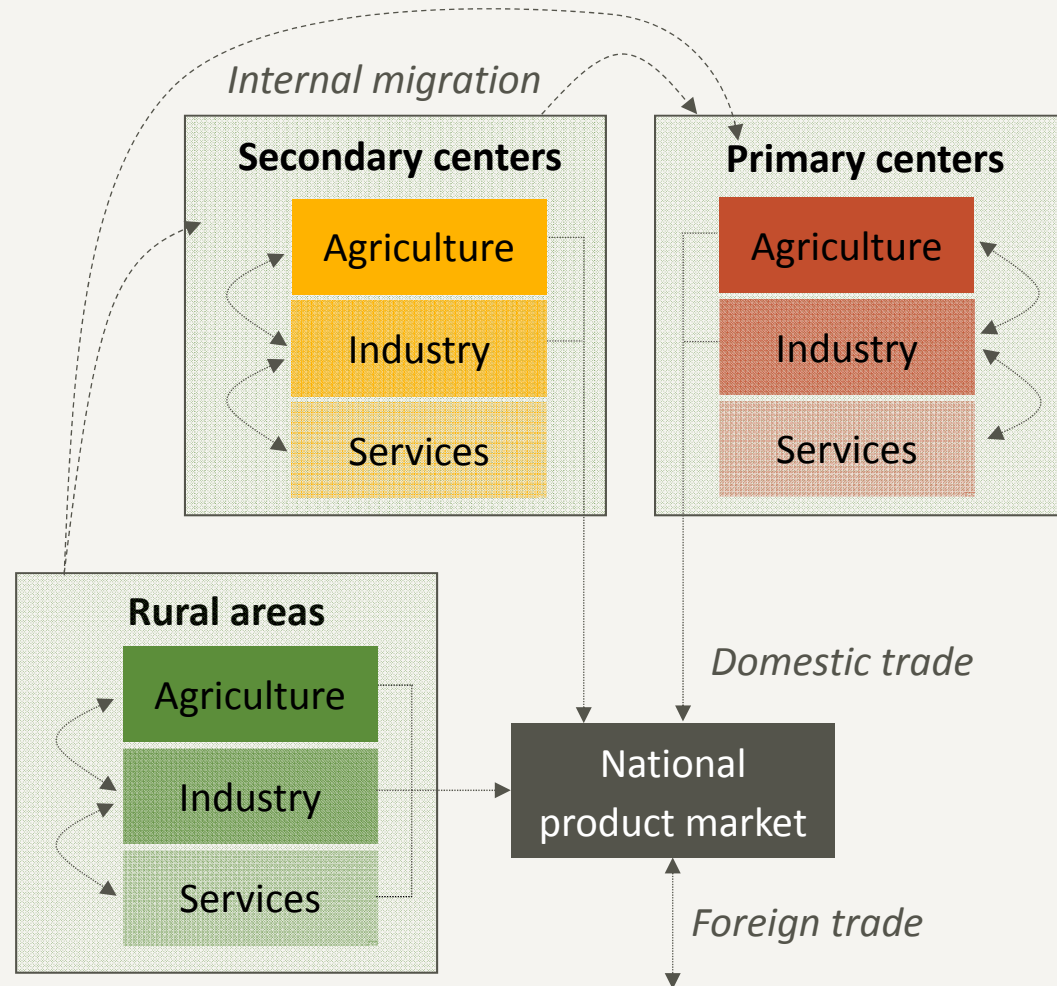 Internal migration
Secondary centers
Agriculture
Industry
Services
Primary centers
Agriculture
Industry
Services
Rural areas
Agriculture
Industry
Services
Domestic trade
National
product market
Foreign trade